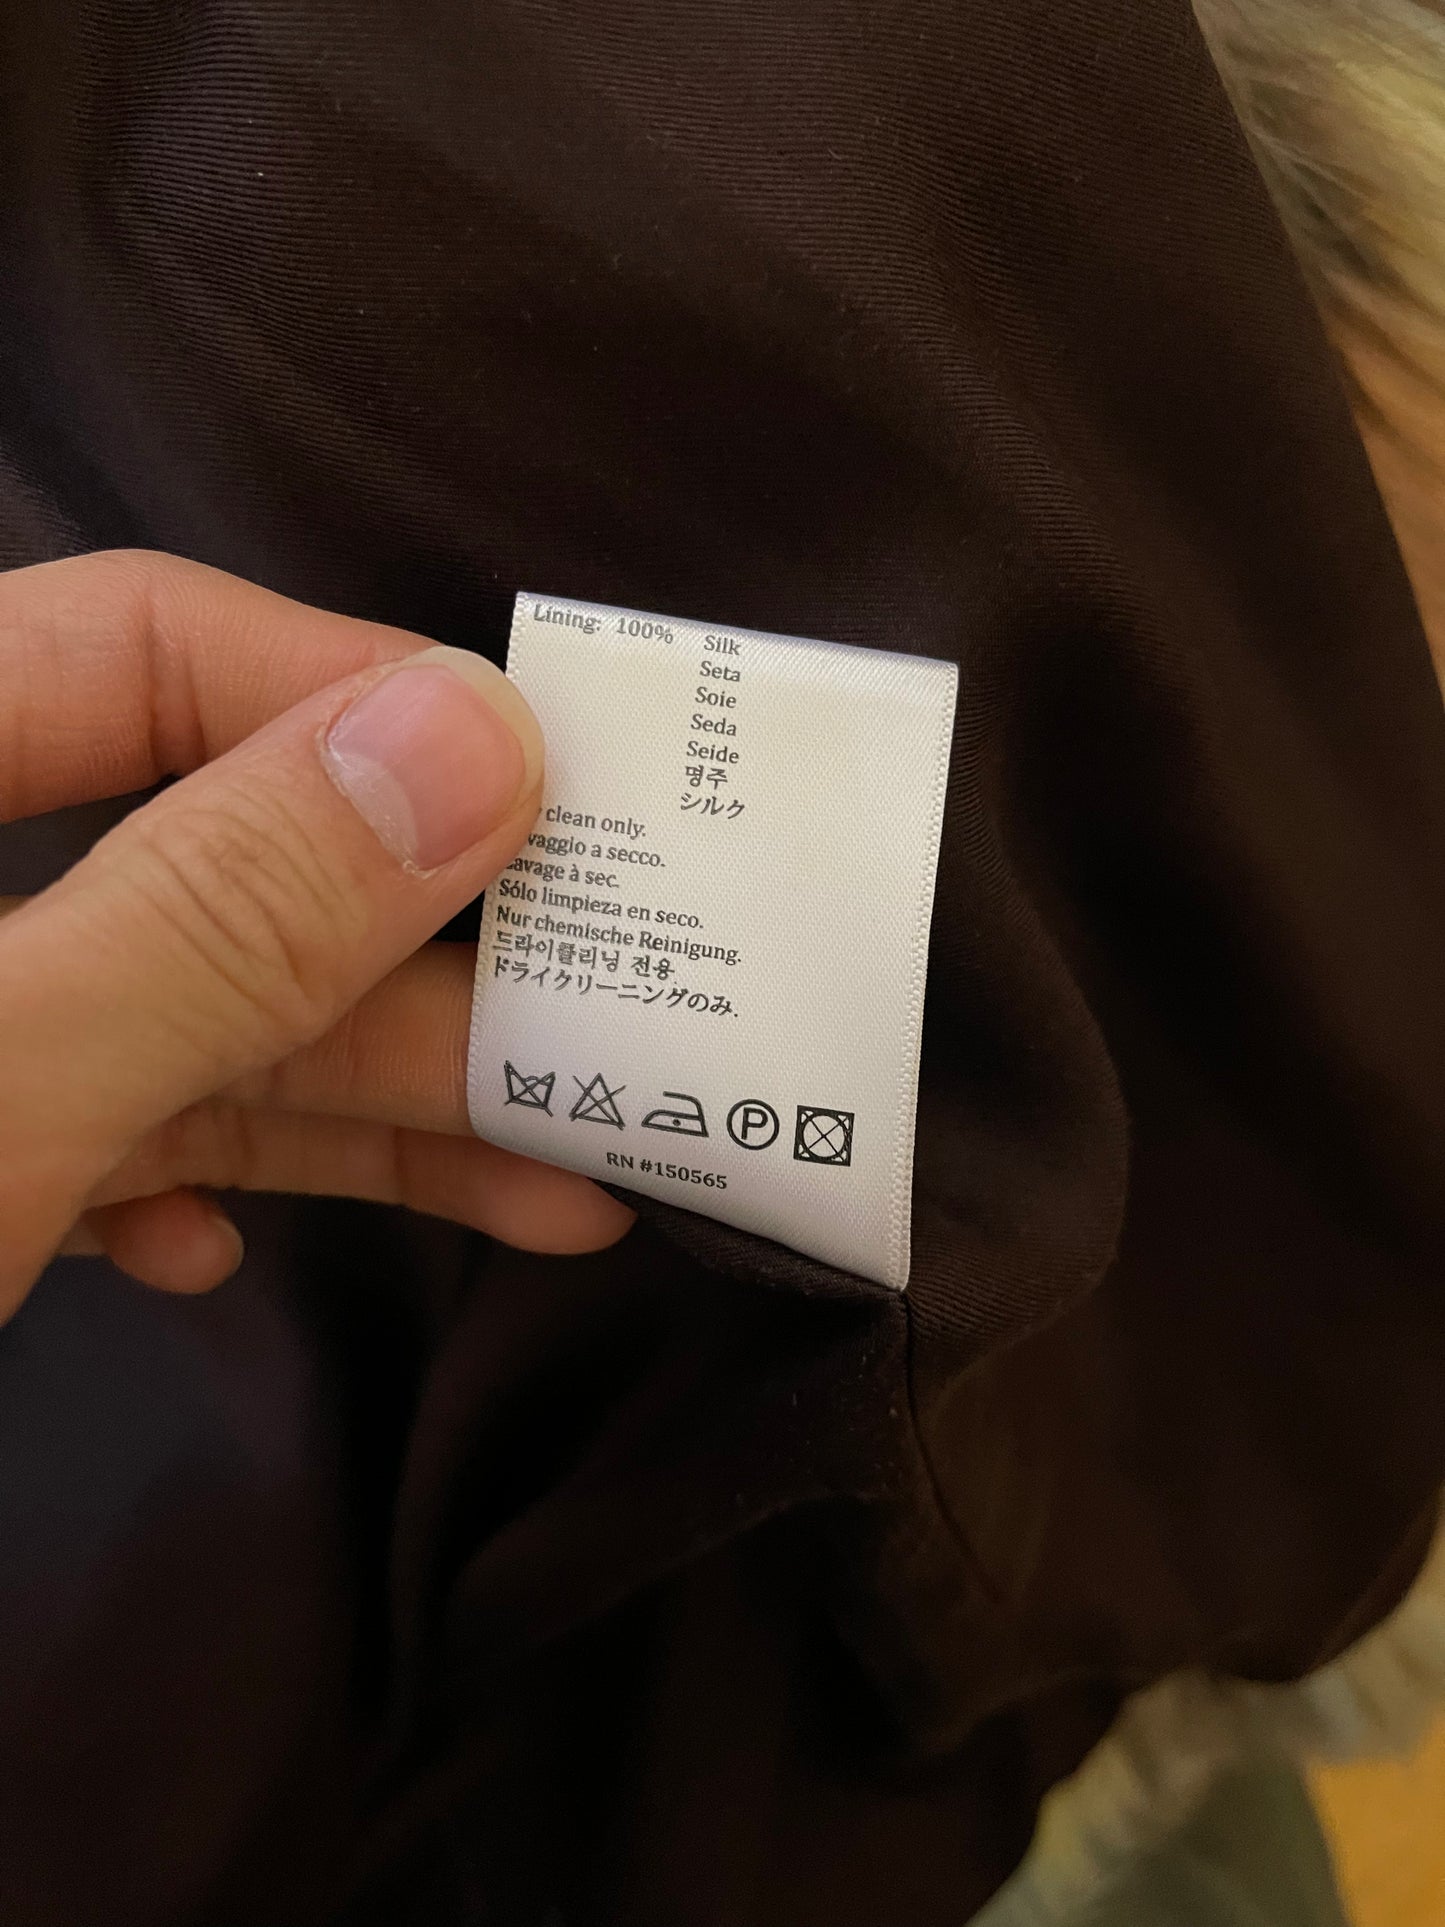 Lining: 100% Silk
Seta
Soie
Seda
Seide
명주
シルク
clean only.
a secco.
à sec.
Sólo limpieza en seco.
Nur chemische Reinigung.
드라이클리닝 전용.
ドライクリーニングのみ.
P
RN #150565